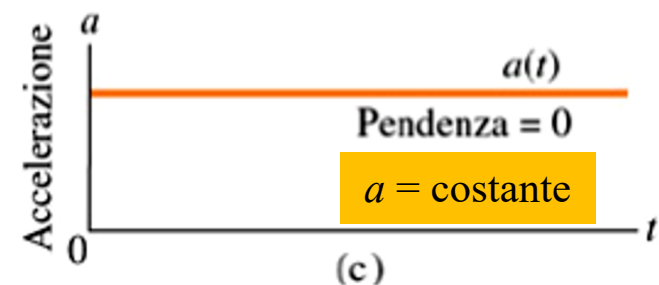 a
Accelerazione
a(t)
Pendenza = 0
a = costante
0
t
(c)